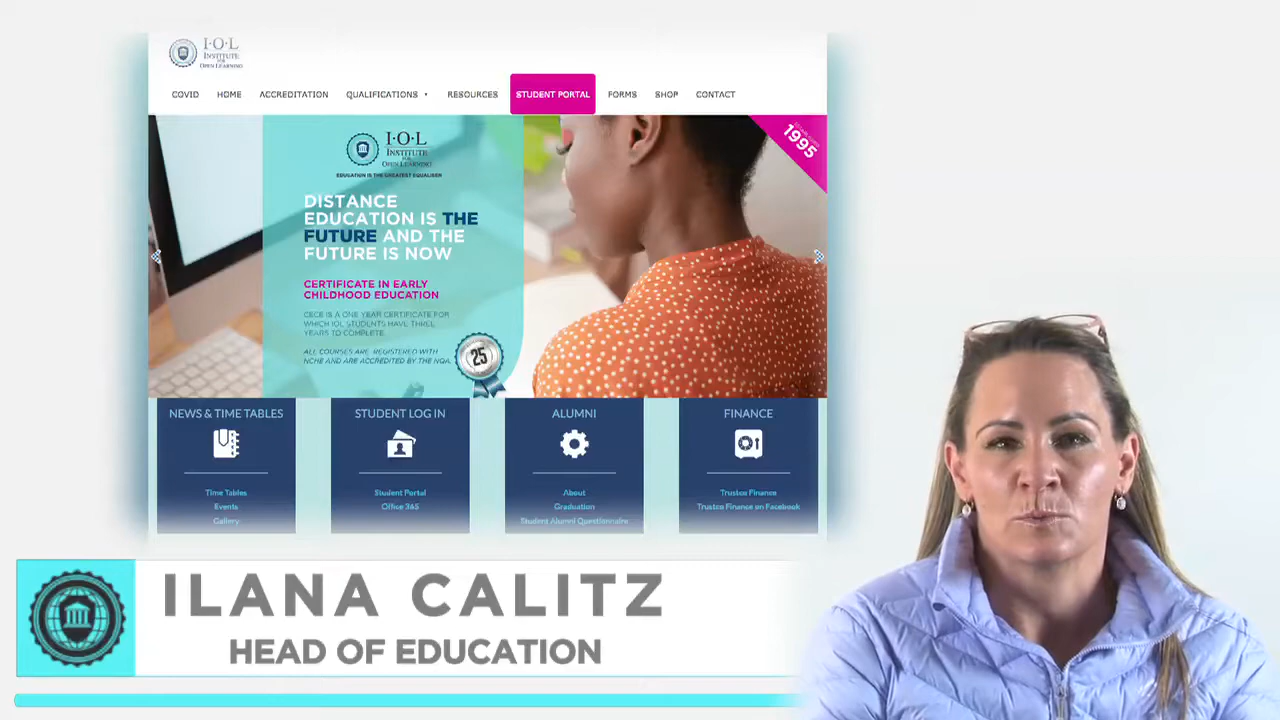 I·O·L
INSTITUTE
FOR
OPEN LEARNING
COVID HOME ACCREDITATION QUALIFICATIONS RESOURCES STUDENT PORTAL FORMS SHOP CONTACT
1995
I·O·L
INSTITUTE
FOR
OPEN LEARNING
EDUCATION IS THE GREATEST EQUALISER
DISTANCE
EDUCATION IS THE
FUTURE AND THE
FUTURE IS NOW
CERTIFICATE IN EARLY
CHILDHOOD EDUCATION
CECE IS A ONE YEAR CERTIFICATE FOR
WHICH IOL STUDENTS HAVE THREE
YEARS TO COMPLETE.
ALL COURSES ARE REGISTERED WITH
NCHE AND ARE ACCREDITED BY THE NQA.
25
NEWS & TIME TABLES
Time Tables
Events
Gallery
STUDENT LOG IN
Student Portal
Office 365
ALUMNI
About
Graduation
Student Alumni Questionnaire
FINANCE
Trustco Finance
Trustco Finance on Facebook
ILANA CALITZ
HEAD OF EDUCATION